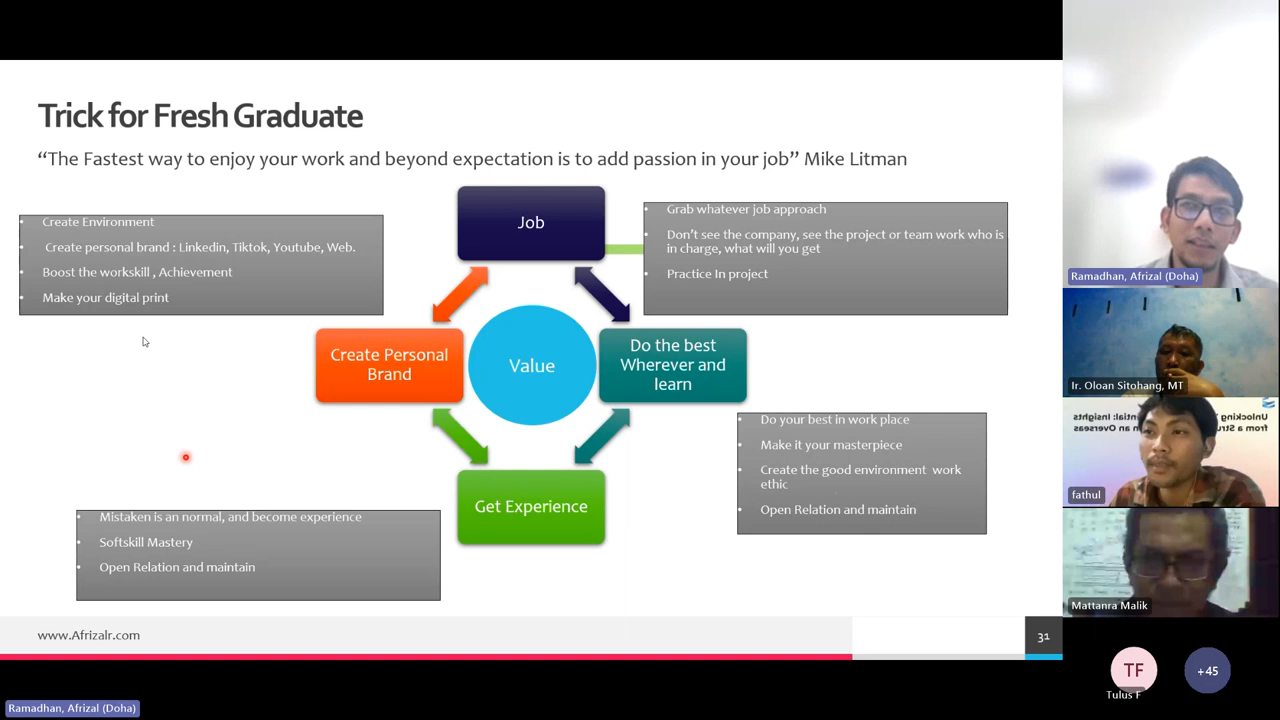 Trick for Fresh Graduate
“The Fastest way to enjoy your work and beyond expectation is to add passion in your job” Mike Litman
• Create Environment
• Create personal brand : Linkedin, Tiktok, Youtube, Web.
• Boost the workskill , Achievement
• Make your digital print
Job
• Grab whatever job approach
• Don’t see the company, see the project or team work who is
in charge, what will you get
• Practice In project
Create Personal
Brand
Value
Do the best
Wherever and
learn
• Do your best in work place
• Make it your masterpiece
• Create the good environment work
ethic
• Open Relation and maintain
Get Experience
• Mistaken is an normal, and become experience
• Softskill Mastery
• Open Relation and maintain
www.Afrizalr.com
31
Ramadhan, Afrizal (Doha)
Ramadhan, Afrizal (Doha)
Ir. Oloan Sitohang, MT
fathul
Mattanra Malik
TF
Tulus F
+45